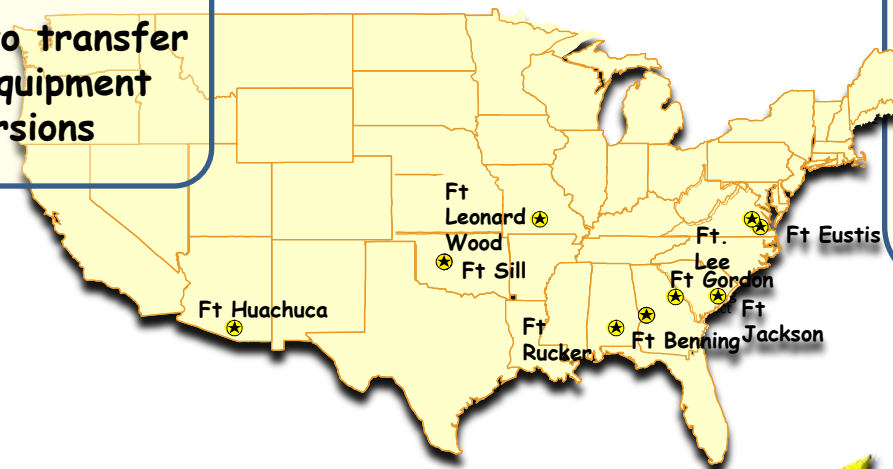 o transfer
quipment
rsions
Ft
Leonard
Wood
Ft Sill
Ft Huachuca
Ft.
Lee
Ft Eustis
Ft Gordon
Ft
Jackson
Ft
Rucker
Ft Benning